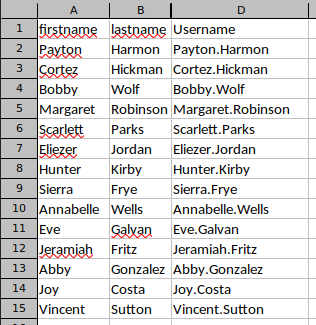 A B D
1 firstname lastname Username
2 Payton Harmon Payton.Harmon
3 Cortez Hickman Cortez.Hickman
4 Bobby Wolf Bobby.Wolf
5 Margaret Robinson Margaret.Robinson
6 Scarlett Parks Scarlett.Parks
7 Eliezer Jordan Eliezer.Jordan
8 Hunter Kirby Hunter.Kirby
9 Sierra Frye Sierra.Frye
10 Annabelle Wells Annabelle.Wells
11 Eve Galvan Eve.Galvan
12 Jeramiah Fritz Jeramiah.Fritz
13 Abby Gonzalez Abby.Gonzalez
14 Joy Costa Joy.Costa
15 Vincent Sutton Vincent.Sutton